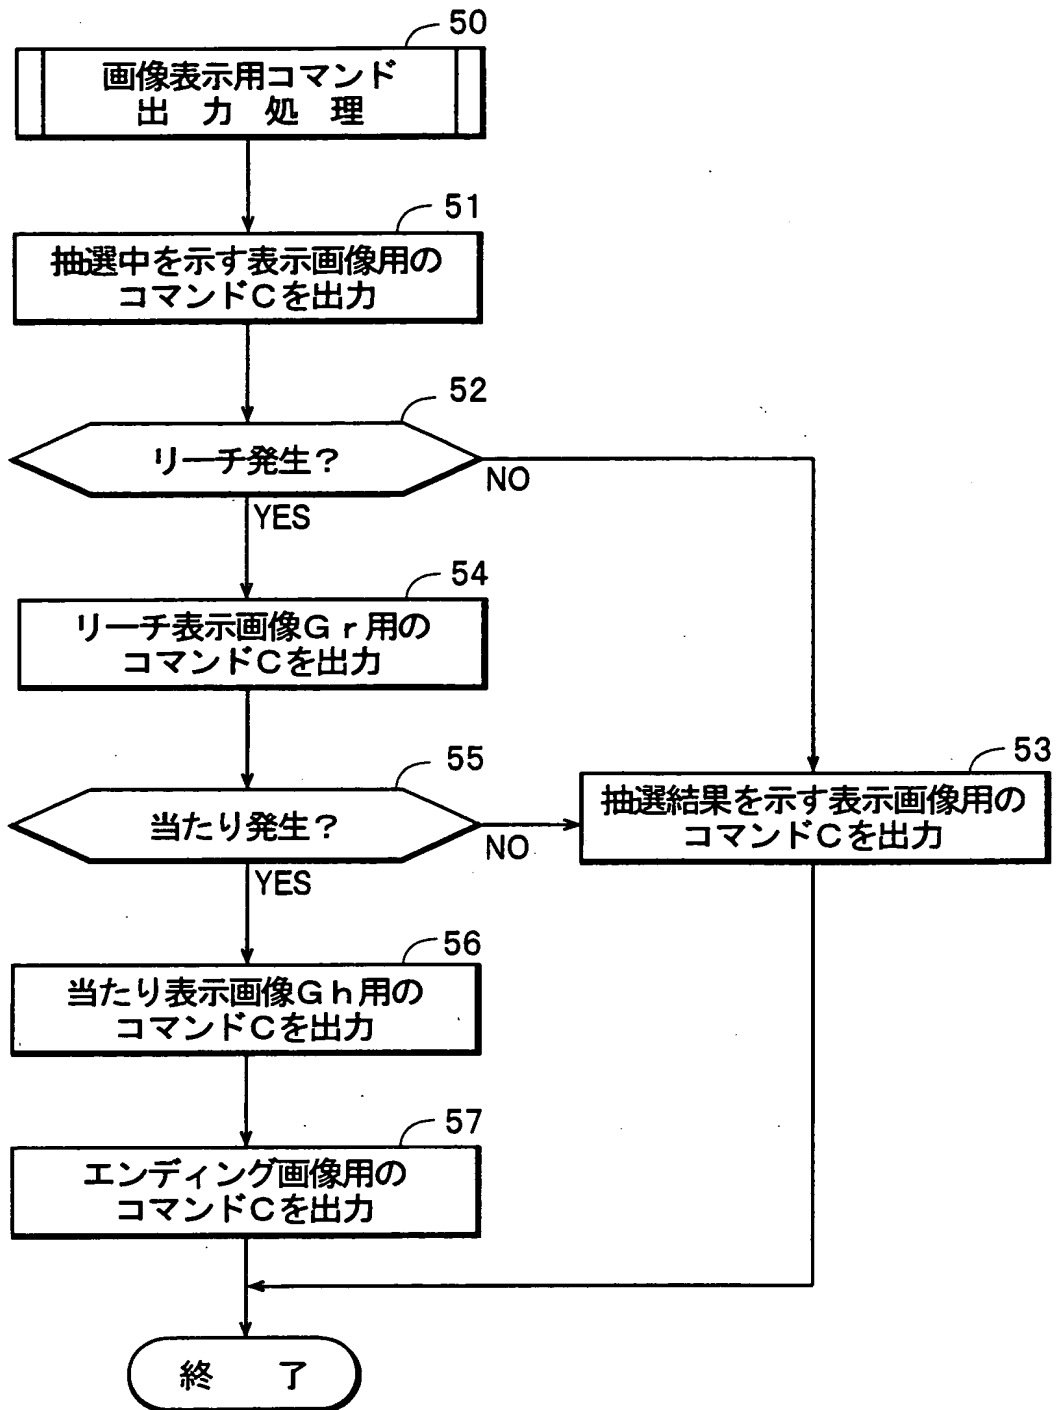 50
画像表示用コマンド
出 力 処 理
51
抽選中を示す表示画像用の
コマンドCを出力
52
リーチ発生?
NO
YES
54
リーチ表示画像Gr用の
コマンドCを出力
55
当たり発生?
NO
YES
53
抽選結果を示す表示画像用の
コマンドCを出力
56
当たり表示画像Gh用の
コマンドCを出力
57
エンディング画像用の
コマンドCを出力
終 了